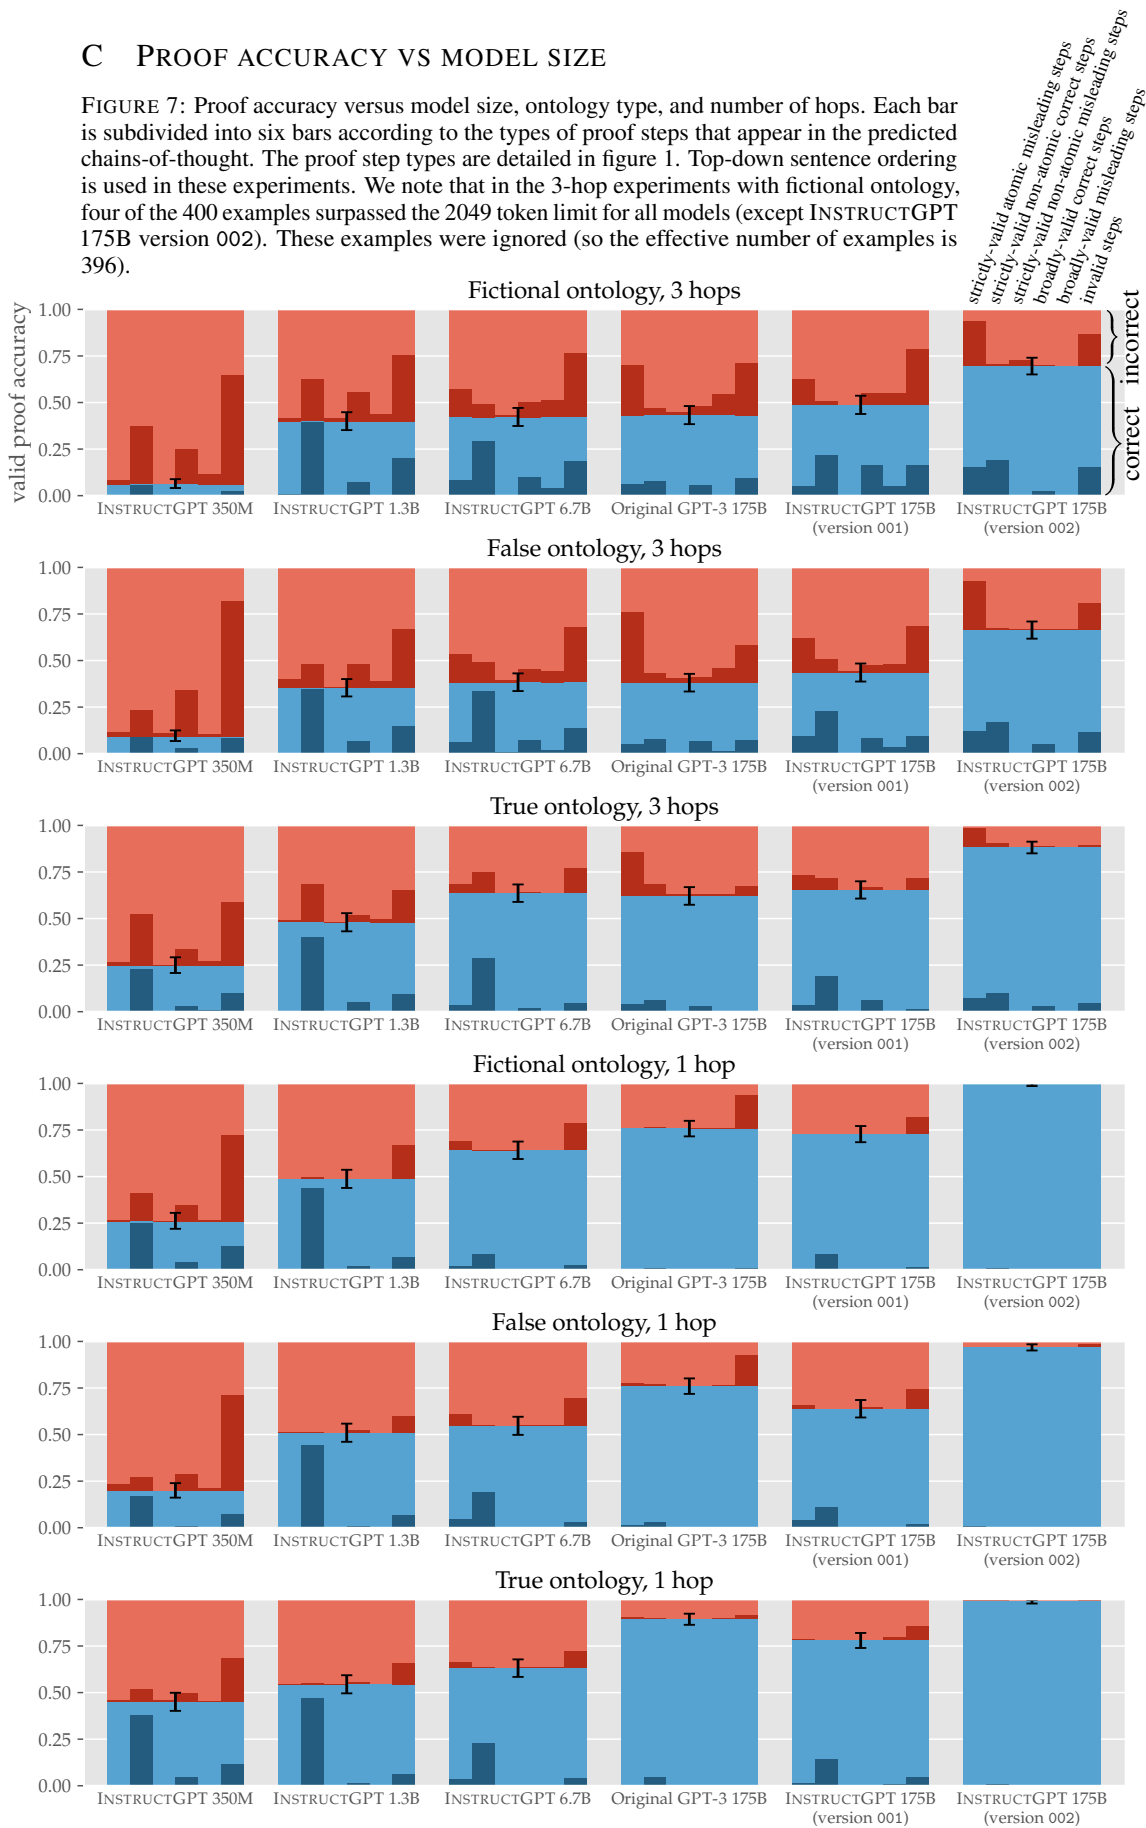 C PROOF ACCURACY VS MODEL SIZE
FIGURE 7: Proof accuracy versus model size, ontology type, and number of hops. Each bar
is subdivided into six bars according to the types of proof steps that appear in the predicted
chains-of-thought. The proof step types are detailed in figure 1. Top-down sentence ordering
is used in these experiments. We note that in the 3-hop experiments with fictional ontology,
four of the 400 examples surpassed the 2049 token limit for all models (except INSTRUCTGPT
175B version 002). These examples were ignored (so the effective number of examples is
396).
strictly-valid atomic misleading steps
strictly-valid non-atomic correct steps
strictly-valid non-atomic misleading steps
broadly-valid correct steps
broadly-valid misleading steps
invalid steps
Fictional ontology, 3 hops
valid proof accuracy
1.00
0.75
0.50
0.25
0.00
incorrect
correct
INSTRUCTGPT 350M INSTRUCTGPT 1.3B INSTRUCTGPT 6.7B Original GPT-3 175B INSTRUCTGPT 175B INSTRUCTGPT 175B
(version 001) (version 002)
False ontology, 3 hops
1.00
0.75
0.50
0.25
0.00
INSTRUCTGPT 350M INSTRUCTGPT 1.3B INSTRUCTGPT 6.7B Original GPT-3 175B INSTRUCTGPT 175B INSTRUCTGPT 175B
(version 001) (version 002)
True ontology, 3 hops
1.00
0.75
0.50
0.25
0.00
INSTRUCTGPT 350M INSTRUCTGPT 1.3B INSTRUCTGPT 6.7B Original GPT-3 175B INSTRUCTGPT 175B INSTRUCTGPT 175B
(version 001) (version 002)
Fictional ontology, 1 hop
1.00
0.75
0.50
0.25
0.00
INSTRUCTGPT 350M INSTRUCTGPT 1.3B INSTRUCTGPT 6.7B Original GPT-3 175B INSTRUCTGPT 175B INSTRUCTGPT 175B
(version 001) (version 002)
False ontology, 1 hop
1.00
0.75
0.50
0.25
0.00
INSTRUCTGPT 350M INSTRUCTGPT 1.3B INSTRUCTGPT 6.7B Original GPT-3 175B INSTRUCTGPT 175B INSTRUCTGPT 175B
(version 001) (version 002)
True ontology, 1 hop
1.00
0.75
0.50
0.25
0.00
INSTRUCTGPT 350M INSTRUCTGPT 1.3B INSTRUCTGPT 6.7B Original GPT-3 175B INSTRUCTGPT 175B INSTRUCTGPT 175B
(version 001) (version 002)